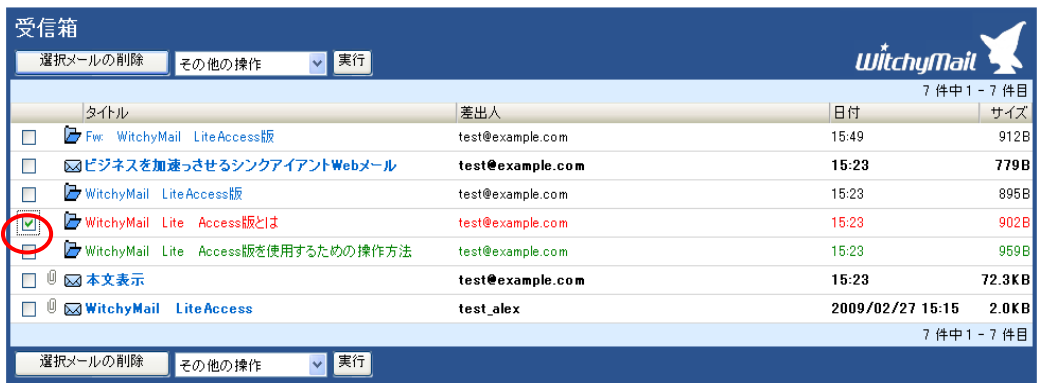 受信箱
選択メールの削除 その他の操作 実行
WitchyMail
7 件中 1 - 7 件目
タイトル 差出人 日付 サイズ
Fw: WitchyMail LiteAccess版 test@example.com 15:49 912B
ビジネスを加速っさせるシンクアイアントWebメール test@example.com 15:23 779B
WitchyMail LiteAccess版 test@example.com 15:23 895B
WitchyMail Lite Access版とは test@example.com 15:23 902B
WitchyMail Lite Access版を使用するための操作方法 test@example.com 15:23 959B
本文表示 test@example.com 15:23 72.3KB
WitchyMail LiteAccess test_alex 2009/02/27 15:15 2.0KB
7 件中 1 - 7 件目
選択メールの削除 その他の操作 実行